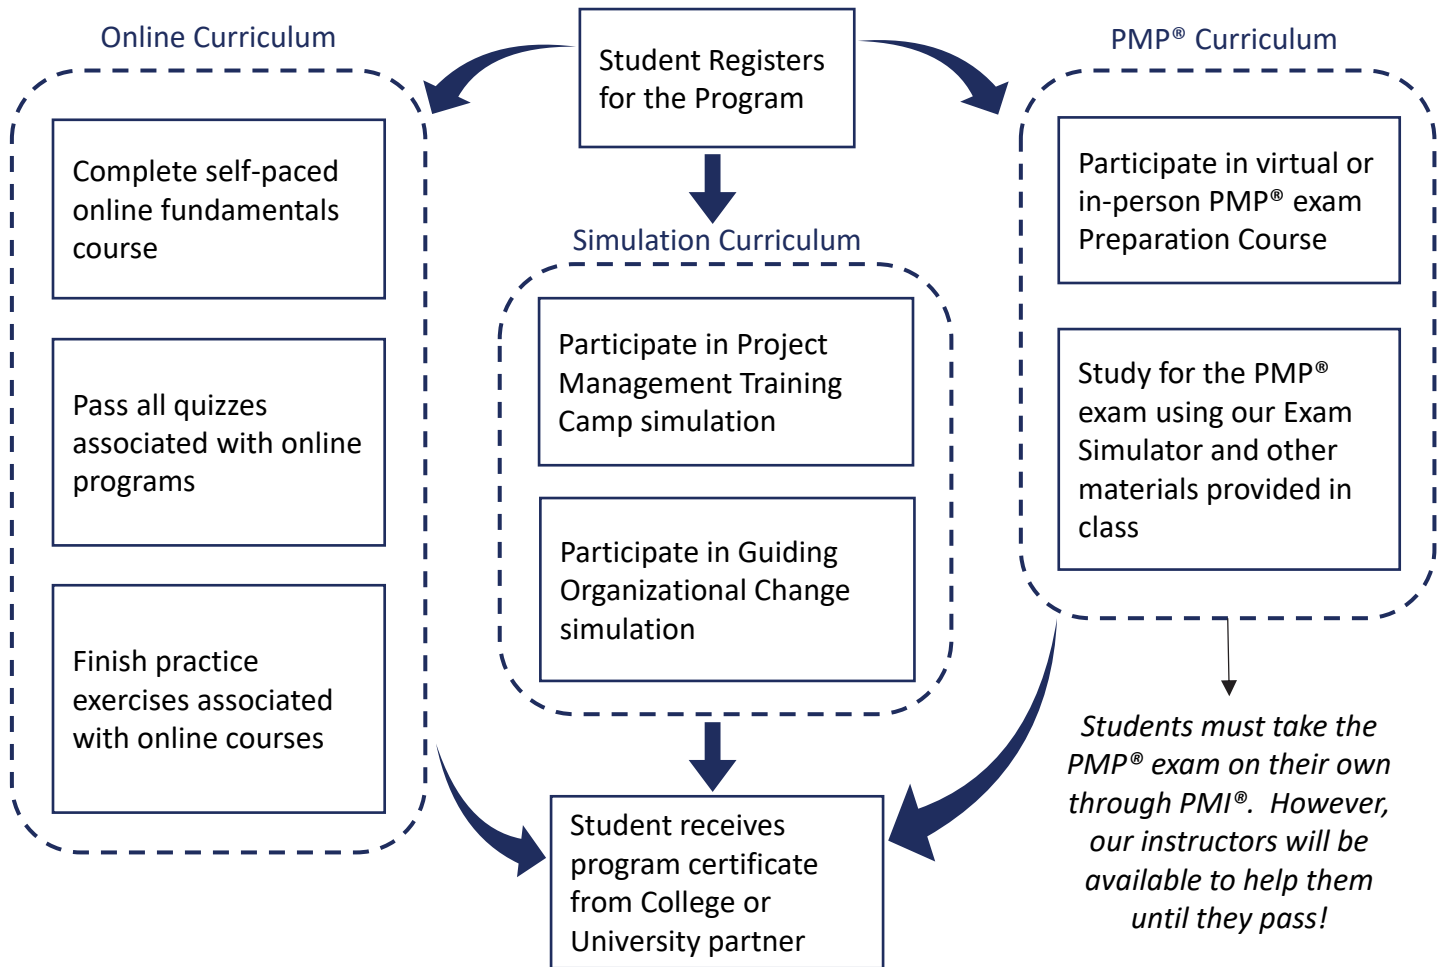 Online Curriculum
Complete self-paced
online fundamentals
course
Pass all quizzes
associated with online
programs
Finish practice
exercises associated
with online courses
Student Registers
for the Program
Simulation Curriculum
Participate in Project
Management Training
Camp simulation
Participate in Guiding
Organizational Change
simulation
Student receives
program certificate
from College or
University partner
PMP® Curriculum
Participate in virtual or
in-person PMP® exam
Preparation Course
Study for the PMP®
exam using our Exam
Simulator and other
materials provided in
class
Students must take the
PMP® exam on their own
through PMI®.  However,
our instructors will be
available to help them
until they pass!